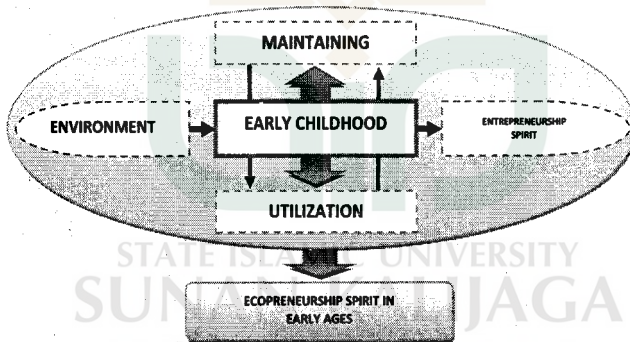 MAINTAINING
ENVIRONMENT
EARLY CHILDHOOD
ENTREPRENEURSHIP
SPIRIT
UTILIZATION
STATE ISLAMIC UNIVERSITY
SUNAN KALIJAGA
ECOPRENEURSHIP SPIRIT IN
EARLY AGES